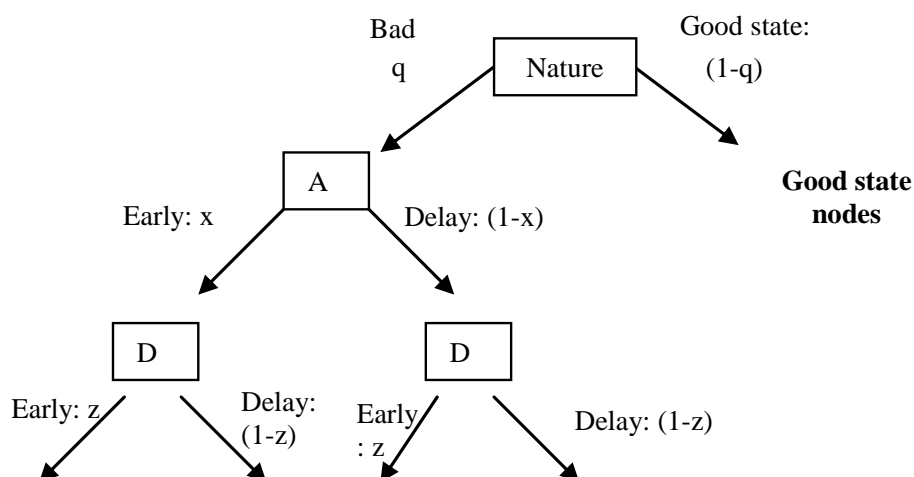 Bad
q
Nature
Good state:
(1-q)
Good state
nodes
A
Early: x
Delay: (1-x)
D
D
Early: z
Delay:
(1-z)
Early
: z
Delay: (1-z)